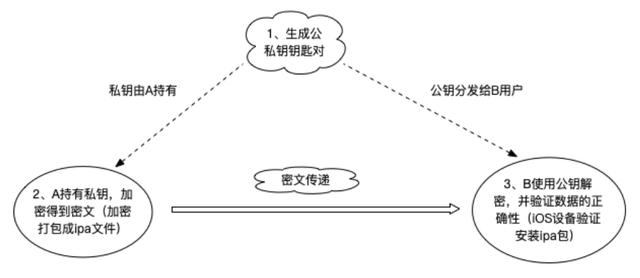 1、生成公
私钥钥匙对
私钥由A持有
公钥分发给B用户
密文传递
2、A持有私钥，加
密得到密文（加密
打包成ipa文件）
3、B使用公钥解
密，并验证数据的正
确性（iOS设备验证
安装ipa包）